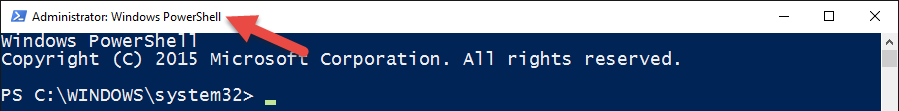 Administrator: Windows PowerShell
Windows PowerShell
Copyright (C) 2015 Microsoft Corporation. All rights reserved.
PS C:\WINDOWS\system32>